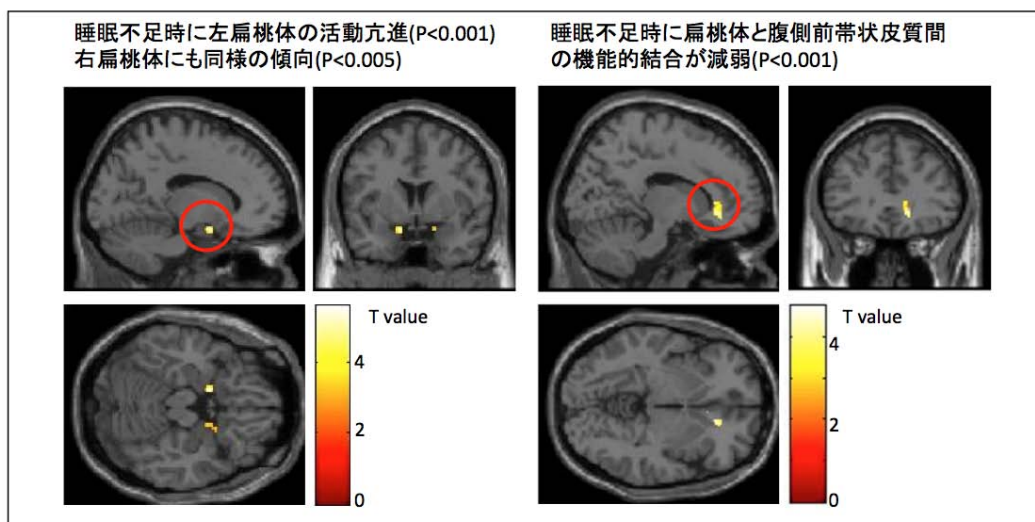 睡眠不足時に左扁桃体の活動亢進(P<0.001)
右扁桃体にも同様の傾向(P<0.005)
睡眠不足時に扁桃体と腹側前帯状皮質間
の機能的結合が減弱(P<0.001)
T value
4
2
0
T value
4
2
0